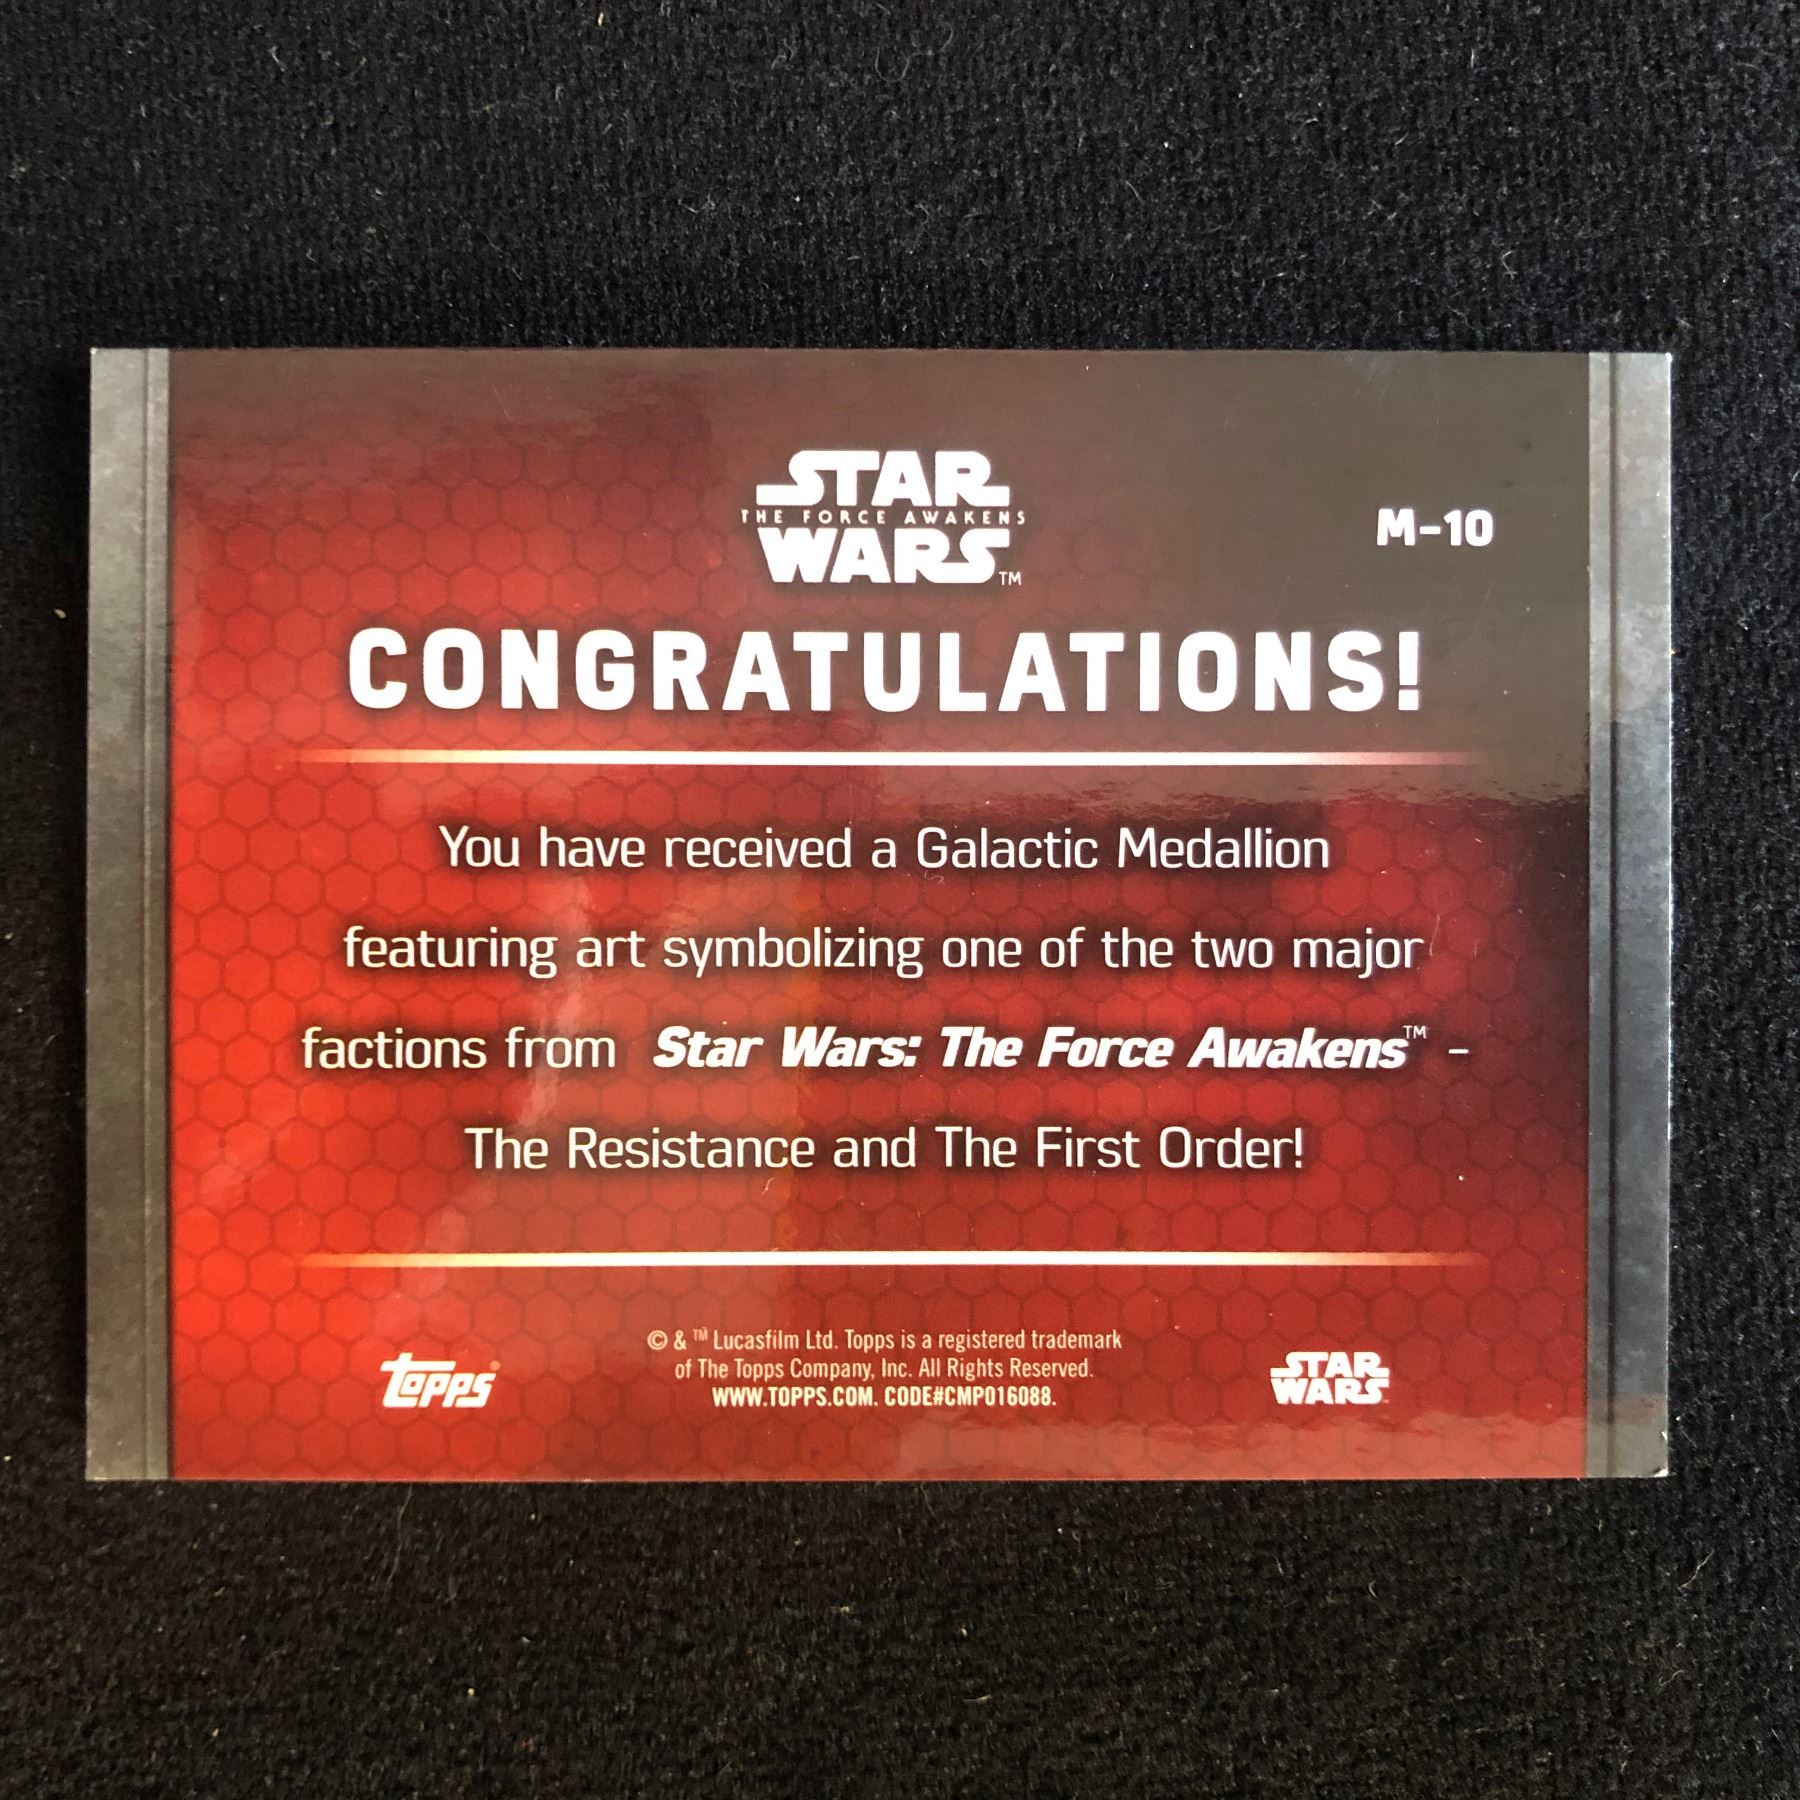 STAR
THE FORCE AWAKENS
WARS™
M-10
CONGRATULATIONS!
You have received a Galactic Medallion
featuring art symbolizing one of the two major
factions from Star Wars: The Force Awakens™ –
The Resistance and The First Order!
© & ™ Lucasfilm Ltd. Topps is a registered trademark
of The Topps Company, Inc. All Rights Reserved.
WWW.TOPPS.COM. CODE#CMP016088.
Topps®
STAR
WARS